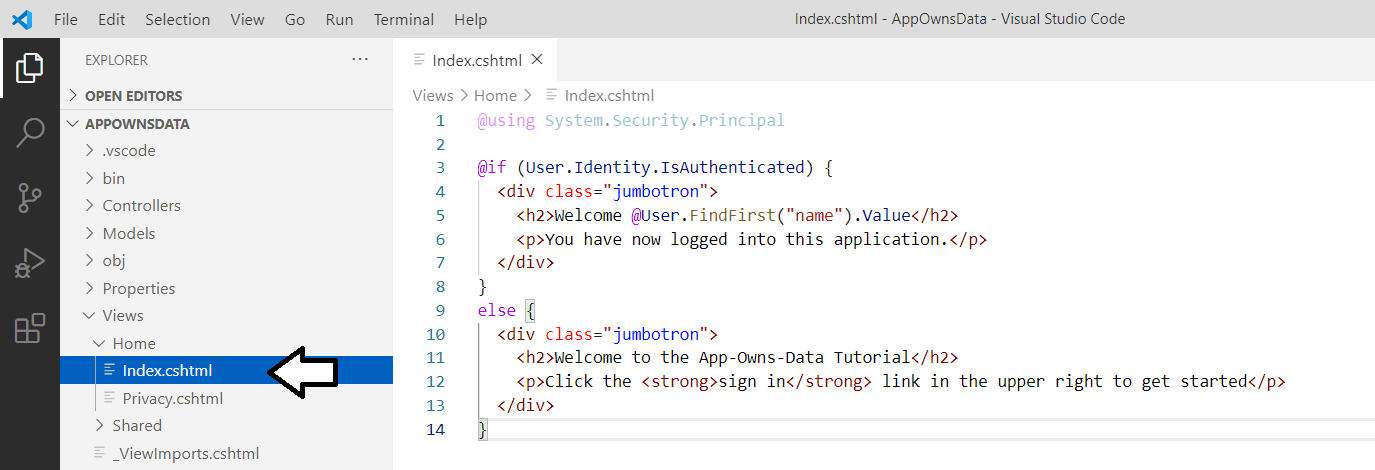 File Edit Selection View Go Run Terminal Help Index.cshtml - AppOwnsData - Visual Studio Code
EXPLORER ···
OPEN EDITORS
APPOWNSDATA
.vscode
bin
Controllers
Models
obj
Properties
Views
Home
Index.cshtml
Privacy.cshtml
Shared
_ViewImports.cshtml
Index.cshtml
Views > Home > Index.cshtml
1 @using System.Security.Principal
2
3 @if (User.Identity.IsAuthenticated) {
4 <div class="jumbotron">
5 <h2>Welcome @User.FindFirst("name").Value</h2>
6 <p>You have now logged into this application.</p>
7 </div>
8 }
9 else {
10 <div class="jumbotron">
11 <h2>Welcome to the App-Owns-Data Tutorial</h2>
12 <p>Click the <strong>sign in</strong> link in the upper right to get started</p>
13 </div>
14 }